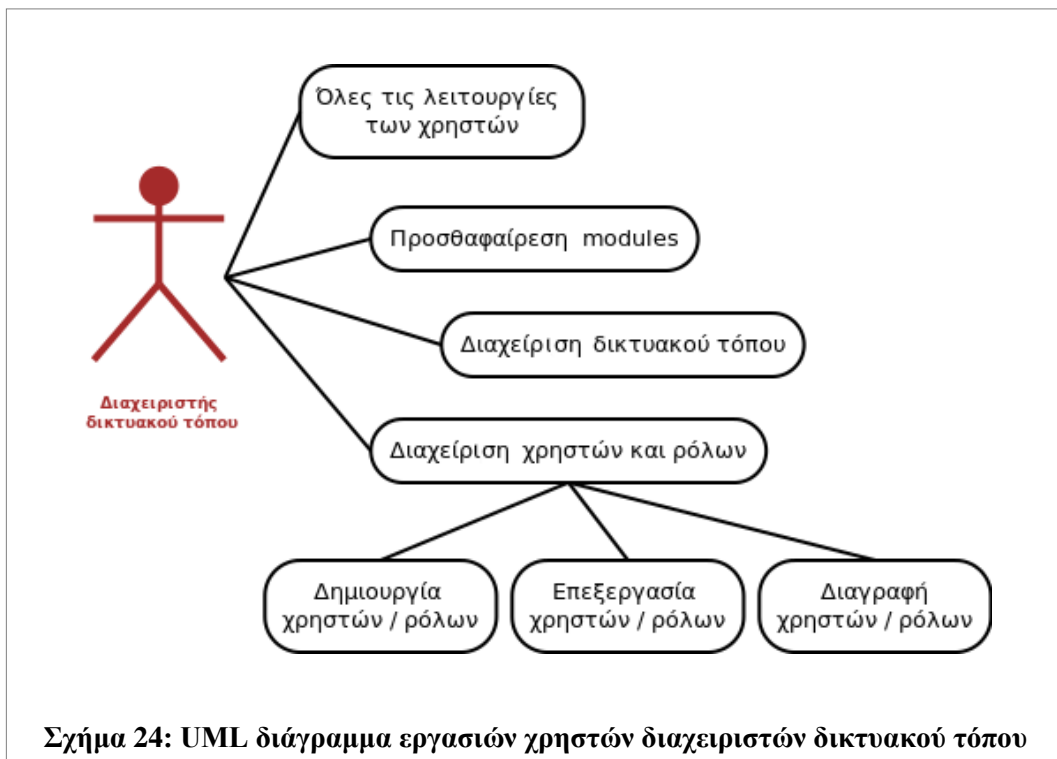 Όλες τις λειτουργίες
των χρηστών
Προσθαφαίρεση modules
Διαχείριση δικτυακού τόπου
Διαχειριστής
δικτυακού τόπου
Διαχείριση χρηστών και ρόλων
Δημιουργία
χρηστών / ρόλων
Επεξεργασία
χρηστών / ρόλων
Διαγραφή
χρηστών / ρόλων
Σχήμα 24: UML διάγραμμα εργασιών χρηστών διαχειριστών δικτυακού τόπου